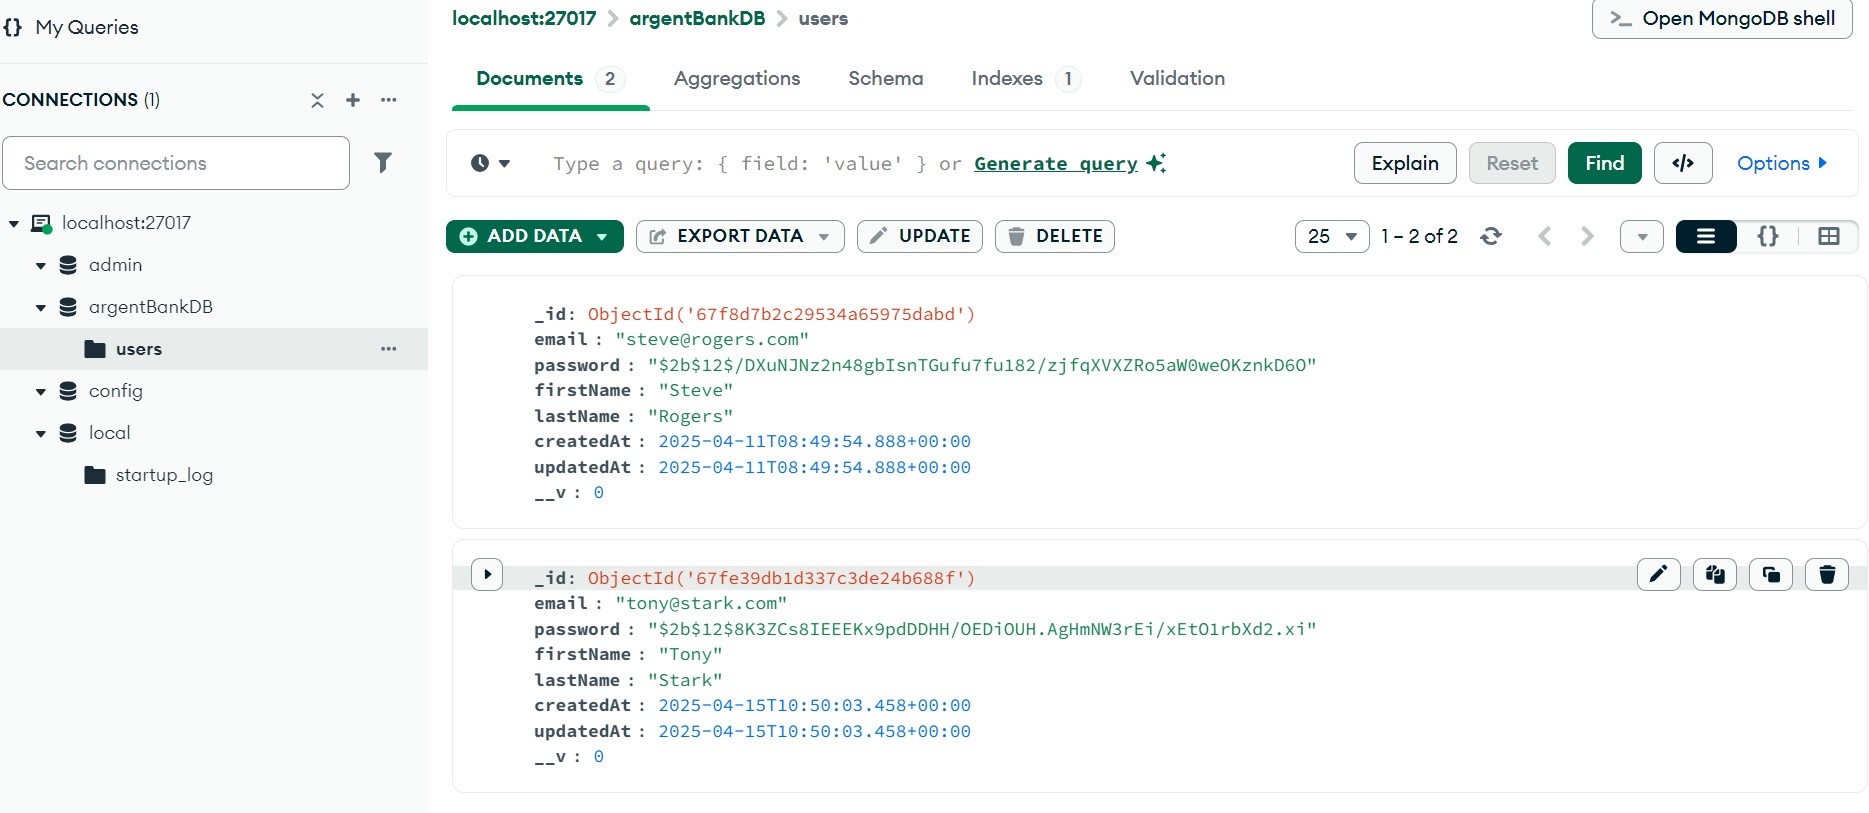 {} My Queries
CONNECTIONS (1)
Search connections
localhost:27017
admin
argentBankDB
users
config
local
startup_log
localhost:27017 > argentBankDB > users
>_ Open MongoDB shell
Documents 2 Aggregations Schema Indexes 1 Validation
Type a query: { field: 'value' } or Generate query
Explain Reset Find </> Options
ADD DATA EXPORT DATA UPDATE DELETE
25 1 – 2 of 2 {}
_id: ObjectId('67f8d7b2c29534a65975dabd')
email : "steve@rogers.com"
password : "$2b$12$/DXuNJNz2n48gbIsnTGufu7fu182/zjfqXVXZRo5aW0weOKznkD6O"
firstName : "Steve"
lastName : "Rogers"
createdAt : 2025-04-11T08:49:54.888+00:00
updatedAt : 2025-04-11T08:49:54.888+00:00
__v : 0
_id: ObjectId('67fe39db1d337c3de24b688f')
email : "tony@stark.com"
password : "$2b$12$8K3ZCs8IEEEKx9pdDDHH/OEDiOUH.AgHmNW3rEi/xEtO1rbXd2.xi"
firstName : "Tony"
lastName : "Stark"
createdAt : 2025-04-15T10:50:03.458+00:00
updatedAt : 2025-04-15T10:50:03.458+00:00
__v : 0